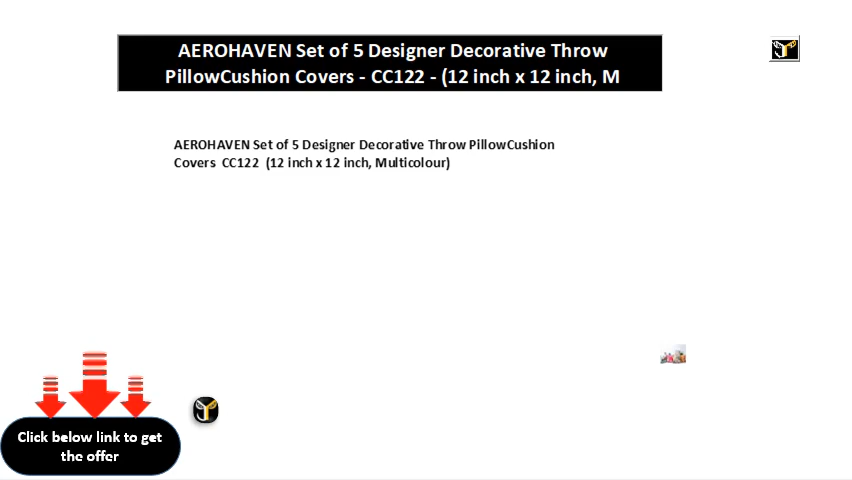 AEROHAVEN Set of 5 Designer Decorative Throw
PillowCushion Covers - CC122 - (12 inch x 12 inch, M
AEROHAVEN Set of 5 Designer Decorative Throw PillowCushion
Covers  CC122  (12 inch x 12 inch, Multicolour)
Click below link to get
the offer